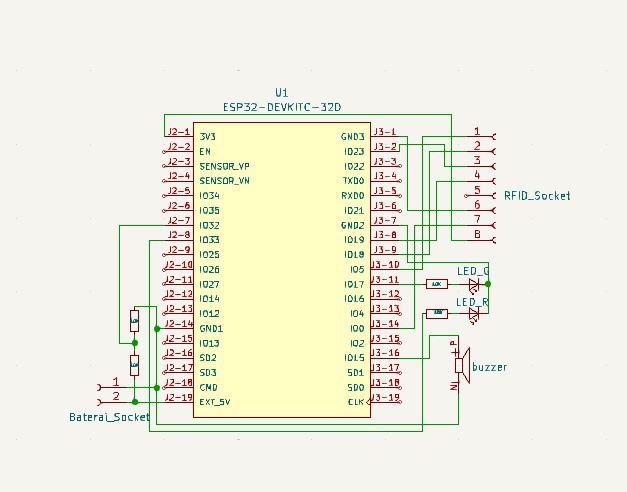 U1
ESP32-DEVKITC-32D
J2-1 3V3 GND3 J3-1 1
J2-2 EN IO23 J3-2 2
J2-3 SENSOR_VP IO22 J3-3 3
J2-4 SENSOR_VN TXD0 J3-4 4
J2-5 IO34 RXD0 J3-5 5 RFID_Socket
J2-6 IO35 IO21 J3-6 6
J2-7 IO32 GND2 J3-7 7
J2-8 IO33 IO19 J3-8 8
J2-9 IO25 IO18 J3-9
J2-10 IO26 IO5 J3-10 LED_G
J2-11 IO27 IO17 J3-11
J2-12 IO14 IO16 J3-12 LED_R
J2-13 IO12 IO4 J3-13
J2-14 GND1 IO0 J3-14
J2-15 IO13 IO2 J3-15 P
J2-16 SD2 IO15 J3-16 +
J2-17 SD3 SD1 J3-17 buzzer
1 J2-18 CMD SD0 J3-18 N
2 J2-19 EXT_5V CLK J3-19
Baterai_Socket